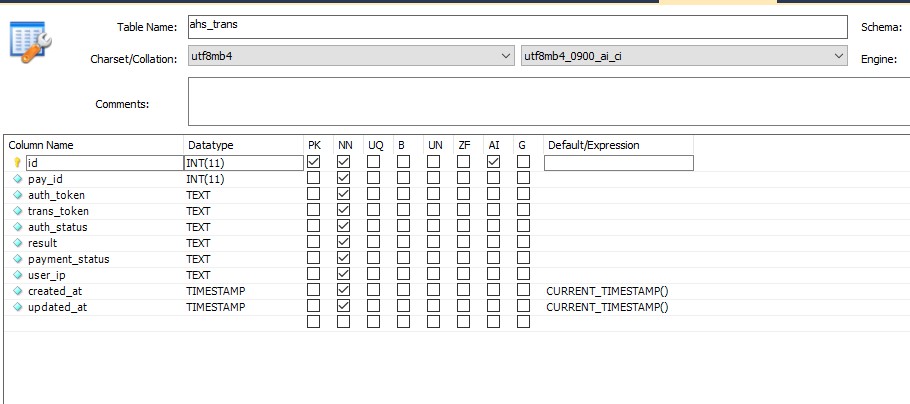 Table Name: ahs_trans Schema:
Charset/Collation: utf8mb4 utf8mb4_0900_ai_ci Engine:
Comments:
Column Name Datatype PK NN UQ B UN ZF AI G Default/Expression
id INT(11)
pay_id INT(11)
auth_token TEXT
trans_token TEXT
auth_status TEXT
result TEXT
payment_status TEXT
user_ip TEXT
created_at TIMESTAMP CURRENT_TIMESTAMP()
updated_at TIMESTAMP CURRENT_TIMESTAMP()